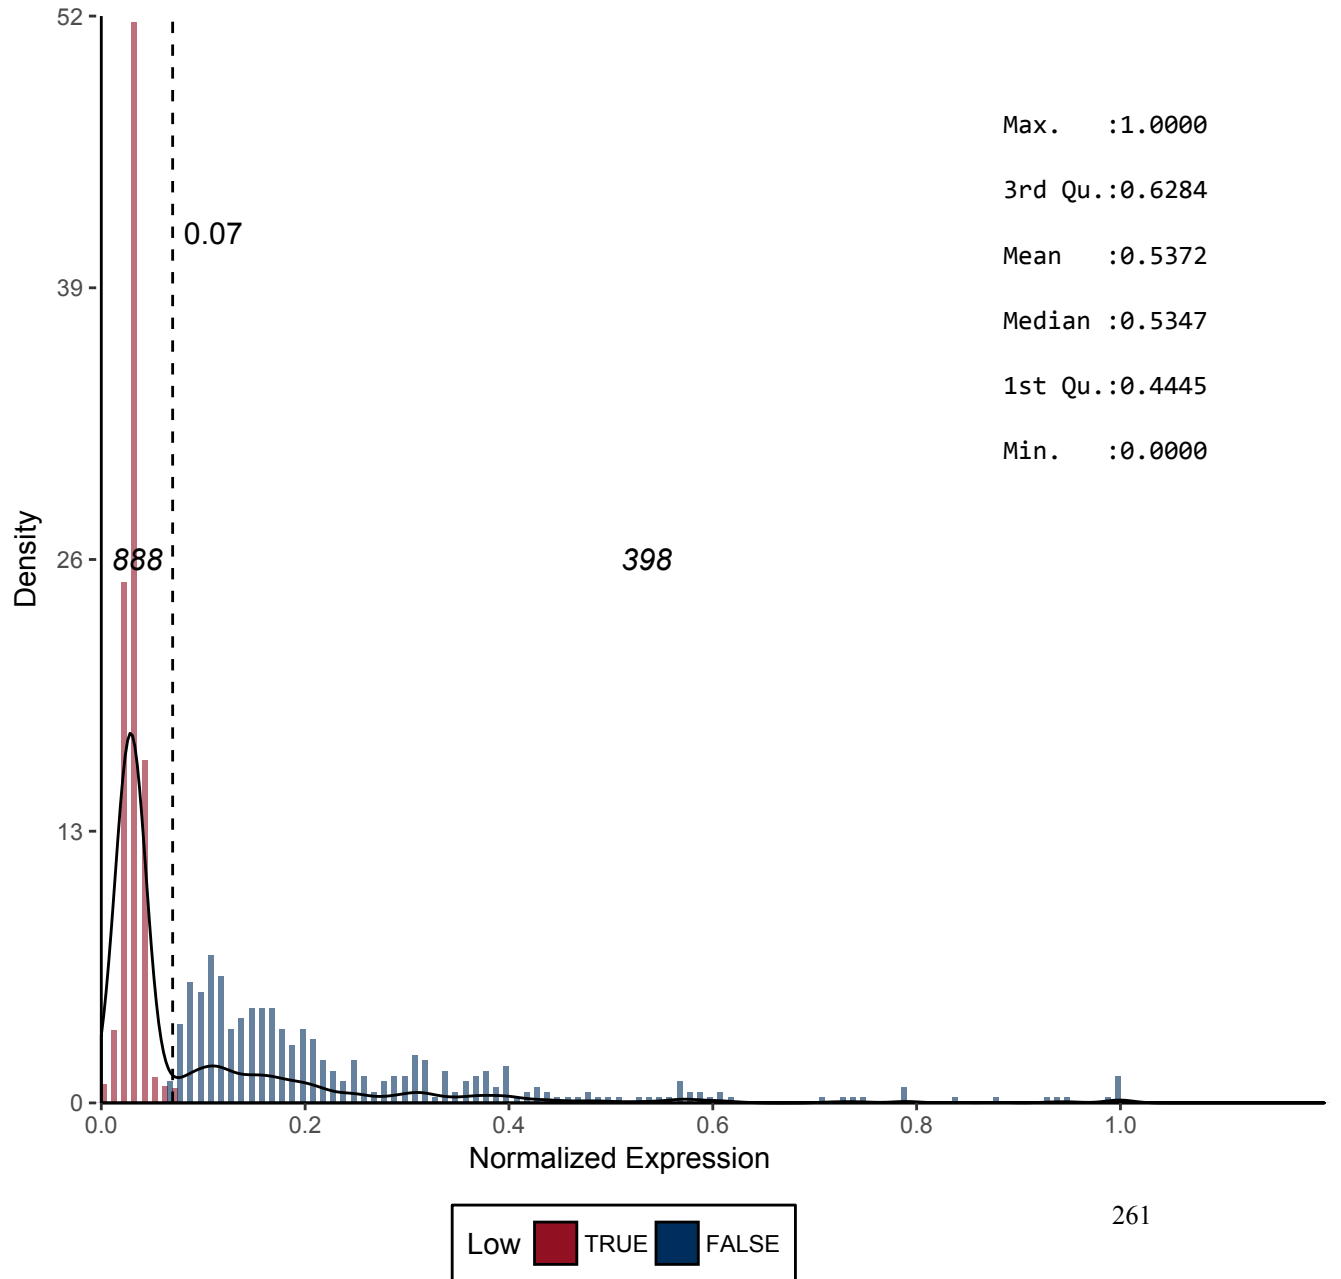 52
39
26
13
0
Density
0.07
888
398
Max.   :1.0000
3rd Qu.:0.6284
Mean   :0.5372
Median :0.5347
1st Qu.:0.4445
Min.   :0.0000
0.0 0.2 0.4 0.6 0.8 1.0
Normalized Expression
Low TRUE FALSE
261